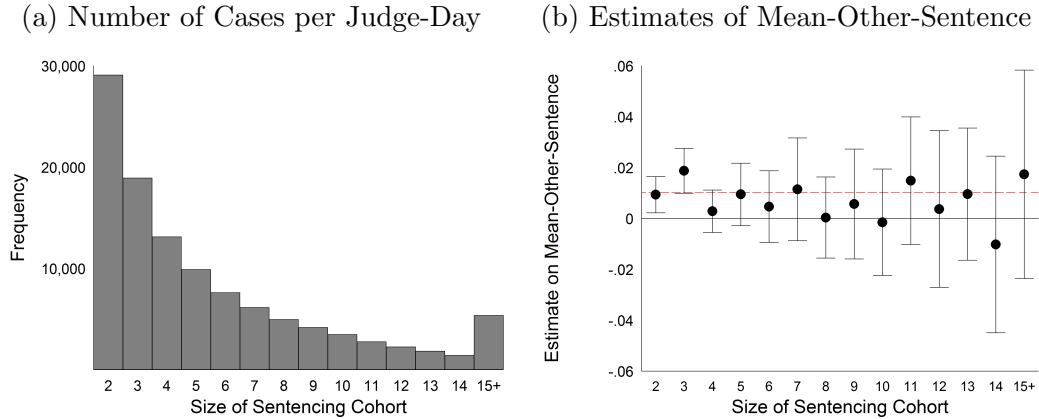 (a) Number of Cases per Judge-Day
30,000
20,000
10,000
Frequency
2 3 4 5 6 7 8 9 10 11 12 13 14 15+
Size of Sentencing Cohort
(b) Estimates of Mean-Other-Sentence
.06
.04
.02
0
-.02
-.04
-.06
Estimate on Mean-Other-Sentence
2 3 4 5 6 7 8 9 10 11 12 13 14 15+
Size of Sentencing Cohort